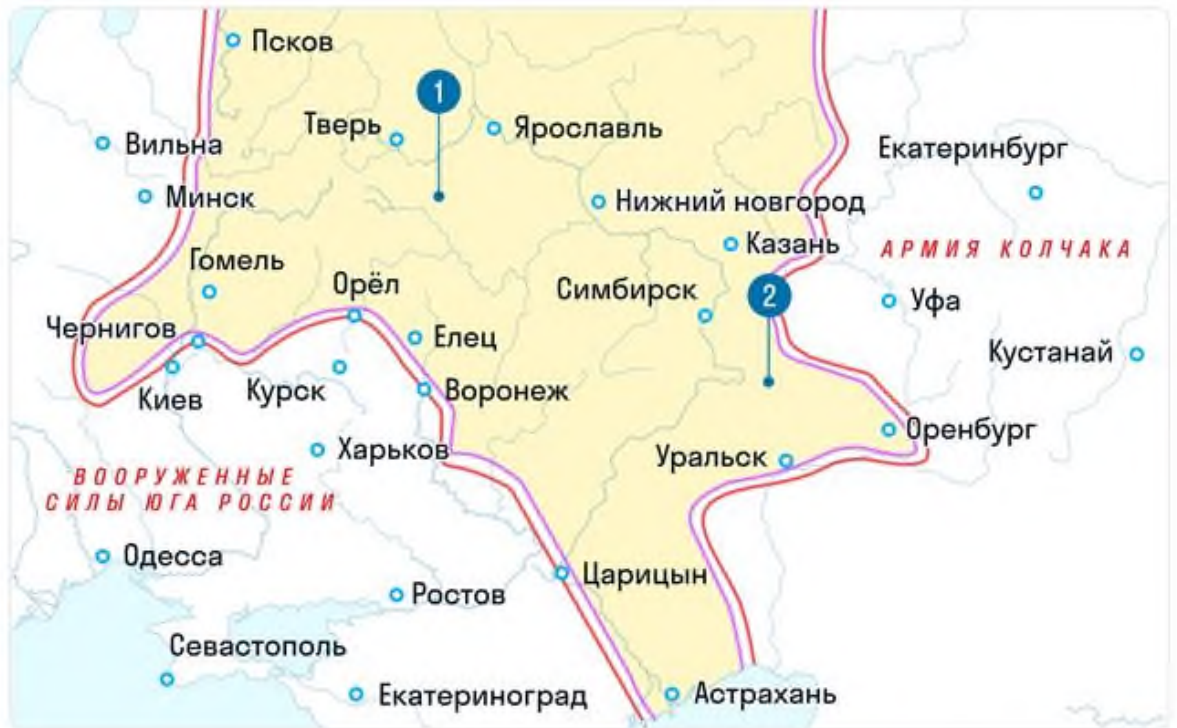 Псков
1
Тверь
Ярославль
Вильна
Екатеринбург
Минск
Нижний новгород
Казань
АРМИЯ КОЛЧАКА
Гомель
Орёл
Симбирск
2
Уфа
Чернигов
Елец
Кустанай
Киев
Курск
Воронеж
Оренбург
Харьков
Уральск
ВООРУЖЕННЫЕ
СИЛЫ ЮГА РОССИИ
Одесса
Царицын
Ростов
Севастополь
Екатериноград
Астрахань